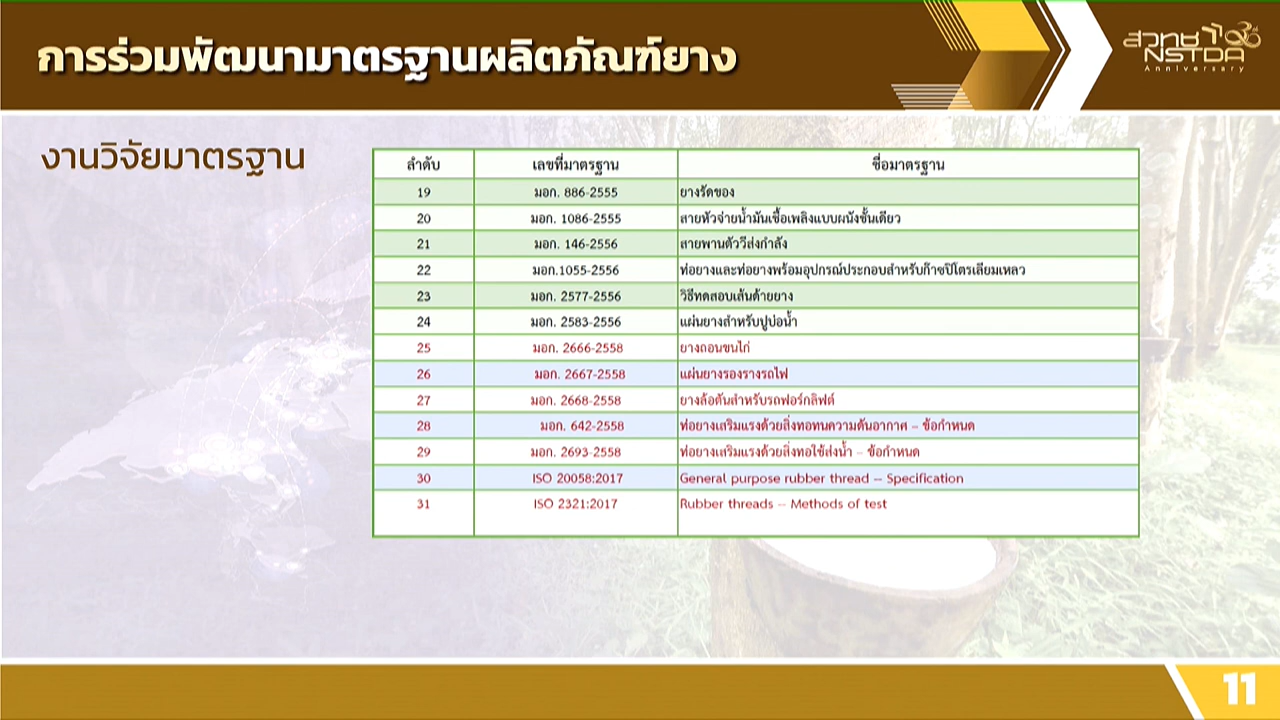 การร่วมพัฒนามาตรฐานผลิตภัณฑ์ยาง
สวทช
NSTDA
Anniversary
งานวิจัยมาตรฐาน
ลำดับ เลขที่มาตรฐาน ชื่อมาตรฐาน
19 มอก. 886-2555 ยางรัดของ
20 มอก. 1086-2555 สายหัวจ่ายน้ำมันเชื้อเพลิงแบบผนังชั้นเดียว
21 มอก. 146-2556 สายพานตัววีส่งกำลัง
22 มอก.1055-2556 ท่อยางและท่อยางพร้อมอุปกรณ์ประกอบสำหรับก๊าซปิโตรเลียมเหลว
23 มอก. 2577-2556 วิธีทดสอบเส้นด้ายยาง
24 มอก. 2583-2556 แผ่นยางสำหรับปูบ่อน้ำ
25 มอก. 2666-2558 ยางถอนขนไก่
26 มอก. 2667-2558 แผ่นยางรองรางรถไฟ
27 มอก. 2668-2558 ยางล้อตันสำหรับรถฟอร์กลิฟต์
28 มอก. 642-2558 ท่อยางเสริมแรงด้วยสิ่งทอทนความดันอากาศ – ข้อกำหนด
29 มอก. 2693-2558 ท่อยางเสริมแรงด้วยสิ่งทอใช้ส่งน้ำ – ข้อกำหนด
30 ISO 20058:2017 General purpose rubber thread – Specification
31 ISO 2321:2017 Rubber threads – Methods of test
11